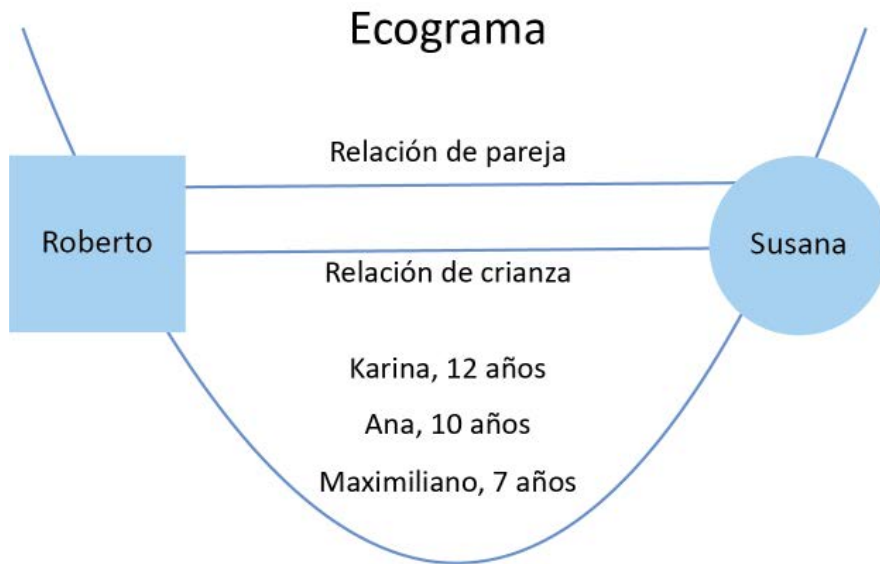 Ecograma
Relación de pareja
Roberto
Susana
Relación de crianza
Karina, 12 años
Ana, 10 años
Maximiliano, 7 años